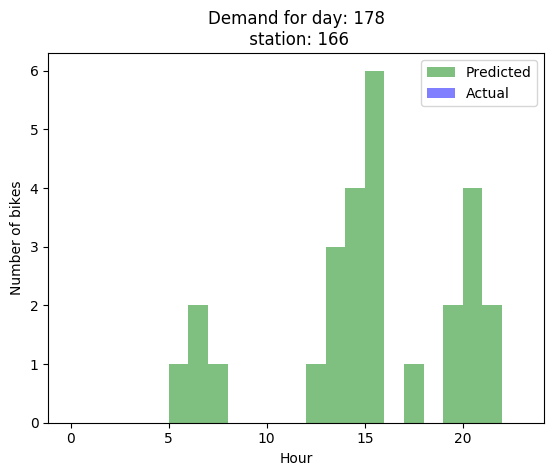 Demand for day: 178
station: 166
Predicted
Actual
Number of bikes
6
5
4
3
2
1
0
0 5 10 15 20
Hour